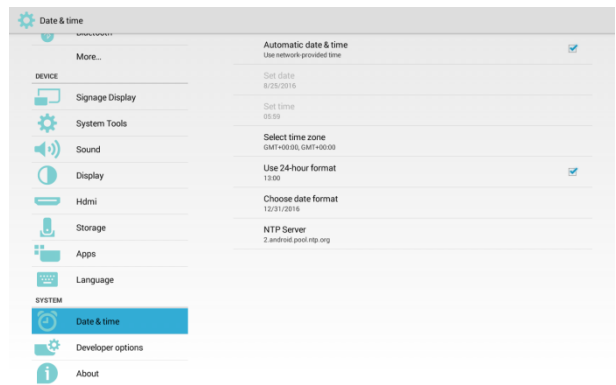 Date & time
Bluetooth
More...
DEVICE
Signage Display
System Tools
Sound
Display
Hdmi
Storage
Apps
Language
SYSTEM
Date & time
Developer options
About
Automatic date & time
Use network-provided time
Set date
8/25/2016
Set time
05:59
Select time zone
GMT+00:00, GMT+00:00
Use 24-hour format
13:00
Choose date format
12/31/2016
NTP Server
2.android.pool.ntp.org